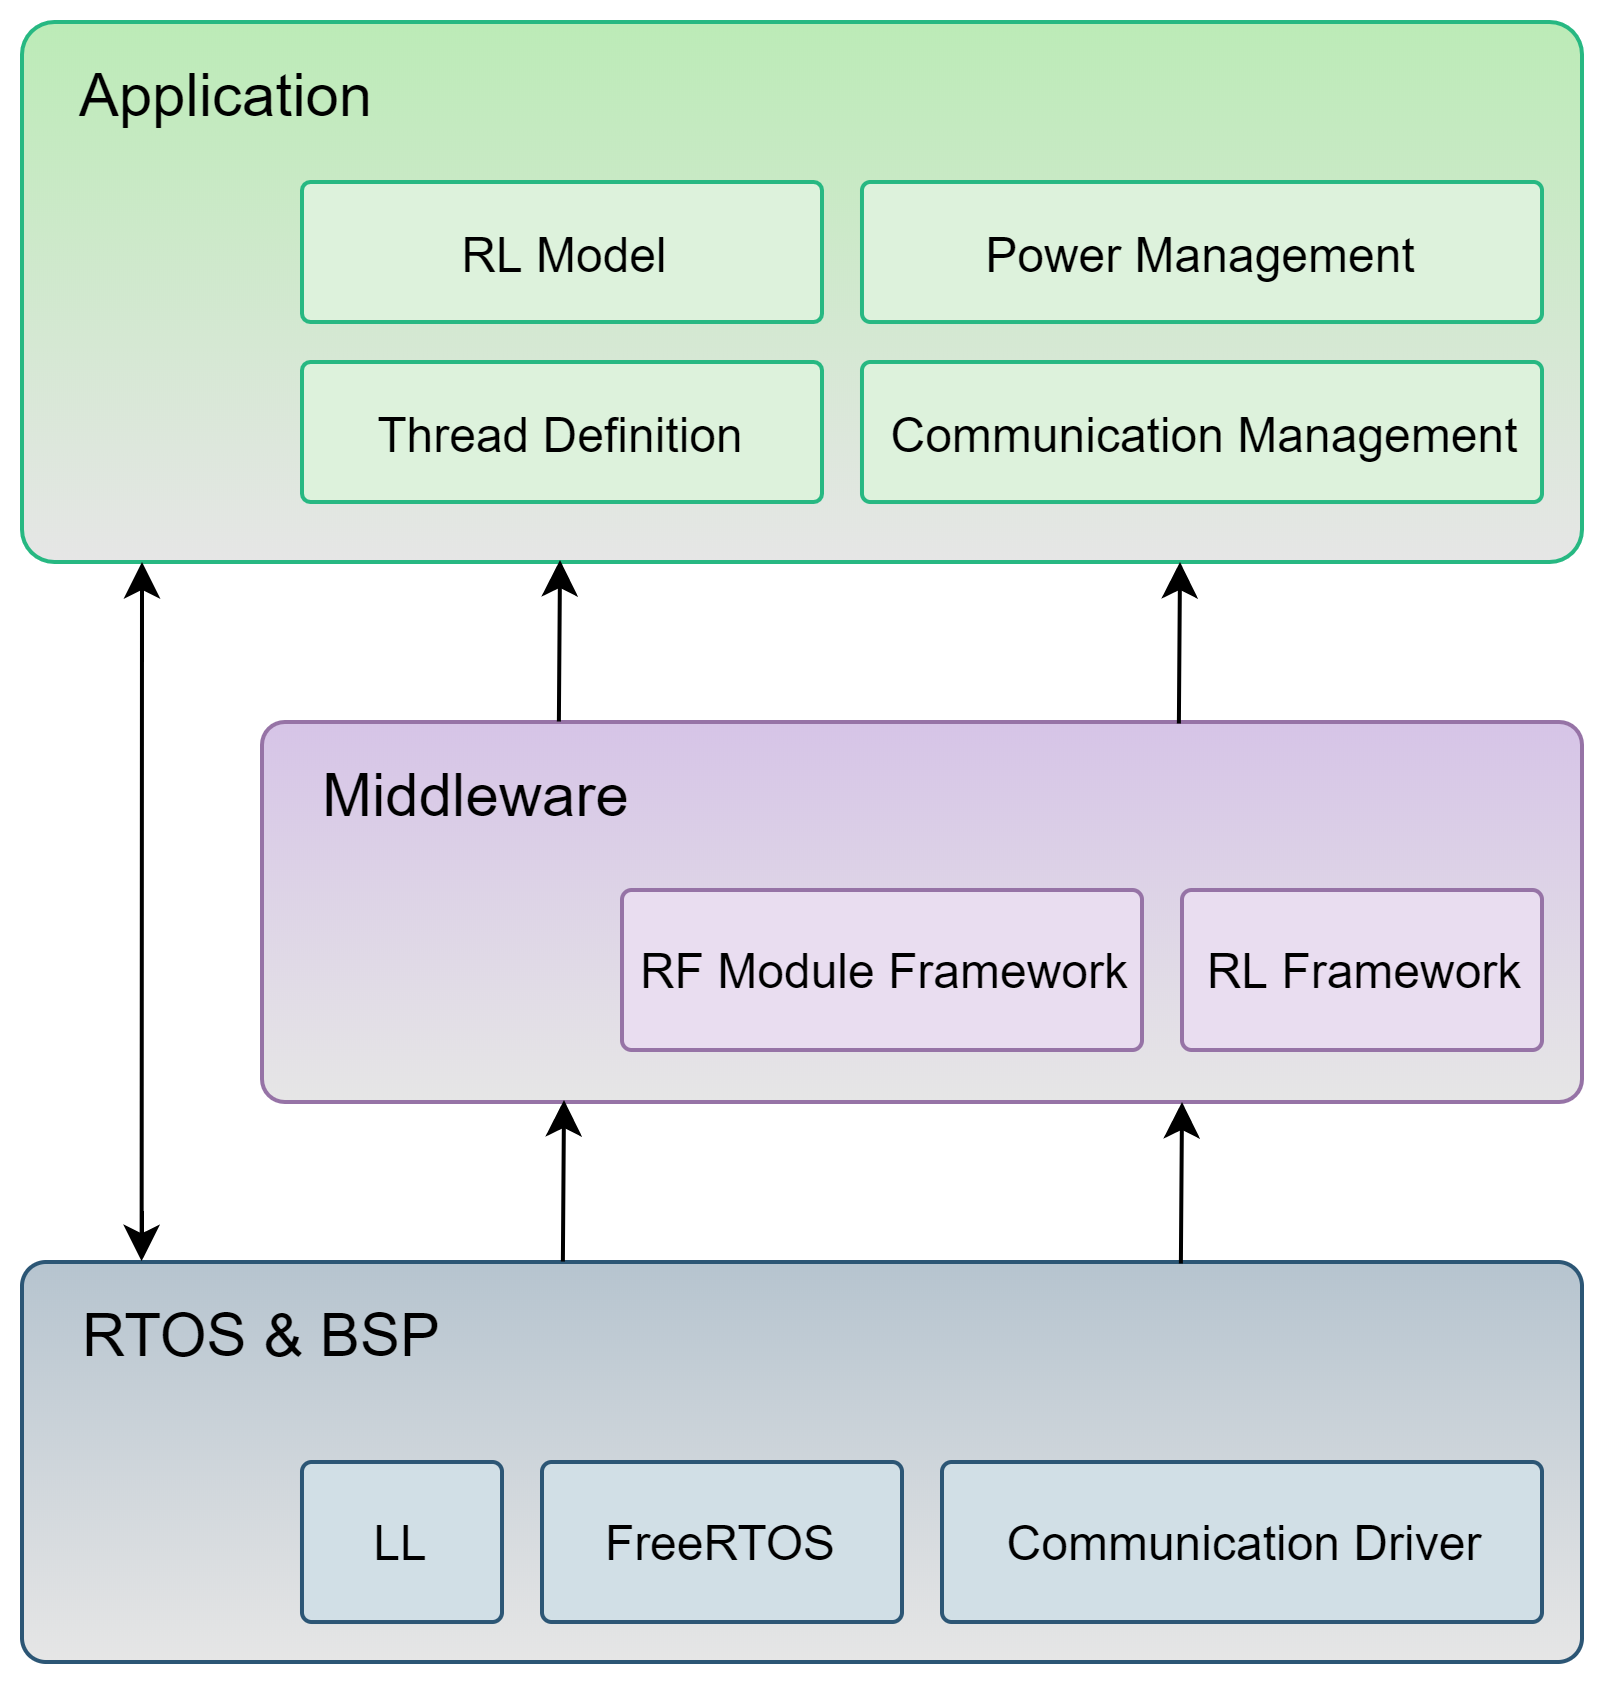 Application
RL Model
Power Management
Thread Definition
Communication Management
Middleware
RF Module Framework
RL Framework
RTOS & BSP
LL
FreeRTOS
Communication Driver